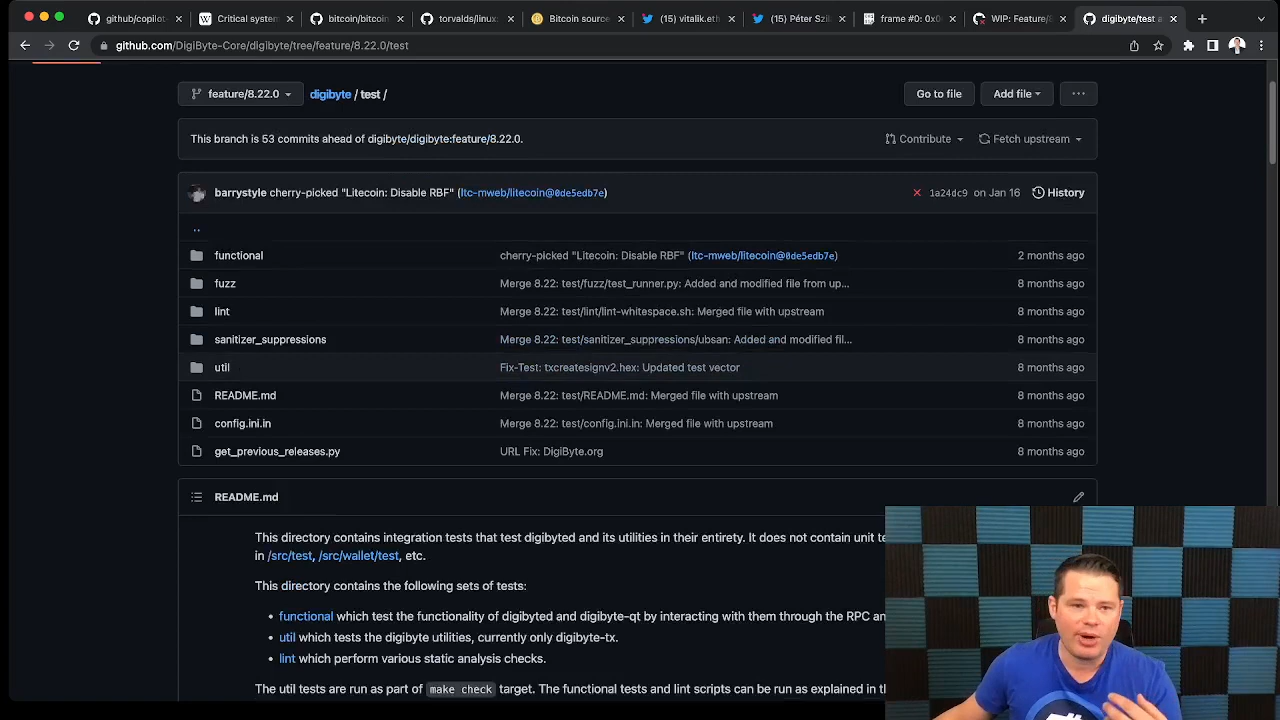 github/copilot
Critical system
bitcoin/bitcoin
Bitcoin source
(15) vitalik.eth
(15) Péter Szil
frame #0: 0x0
WIP: Feature/8
digibyte/test a
github.com/DigiByte-Core/digibyte/tree/feature/8.22.0/test
feature/8.22.0
digibyte / test /
Go to file
Add file
This branch is 53 commits ahead of digibyte/digibyte:feature/8.22.0.
Contribute
Fetch upstream
barrystyle cherry-picked "Litecoin: Disable RBF" (ltc-mweb/litecoin@0de5edb7e)
1a24dc9 on Jan 16
History
..
functional cherry-picked "Litecoin: Disable RBF" (ltc-mweb/litecoin@0de5edb7e) 2 months ago
fuzz Merge 8.22: test/fuzz/test_runner.py: Added and modified file from up... 8 months ago
lint Merge 8.22: test/lint/lint-whitespace.sh: Merged file with upstream 8 months ago
sanitizer_suppressions Merge 8.22: test/sanitizer_suppressions/ubsan: Added and modified fil... 8 months ago
util Fix-Test: txcreatesignv2.hex: Updated test vector 8 months ago
README.md Merge 8.22: test/README.md: Merged file with upstream 8 months ago
config.ini.in Merge 8.22: test/config.ini.in: Merged file with upstream 8 months ago
get_previous_releases.py URL Fix: DigiByte.org 8 months ago
README.md
This directory contains integration tests that test digibyted and its utilities in their entirety. It does not contain unit te
in /src/test, /src/wallet/test, etc.
This directory contains the following sets of tests:
• functional which test the functionality of digibyted and digibyte-qt by interacting with them through the RPC an
• util which tests the digibyte utilities, currently only digibyte-tx.
• lint which perform various static analysis checks.
The util tests are run as part of make check target. The functional tests and lint scripts can be run as explained in th